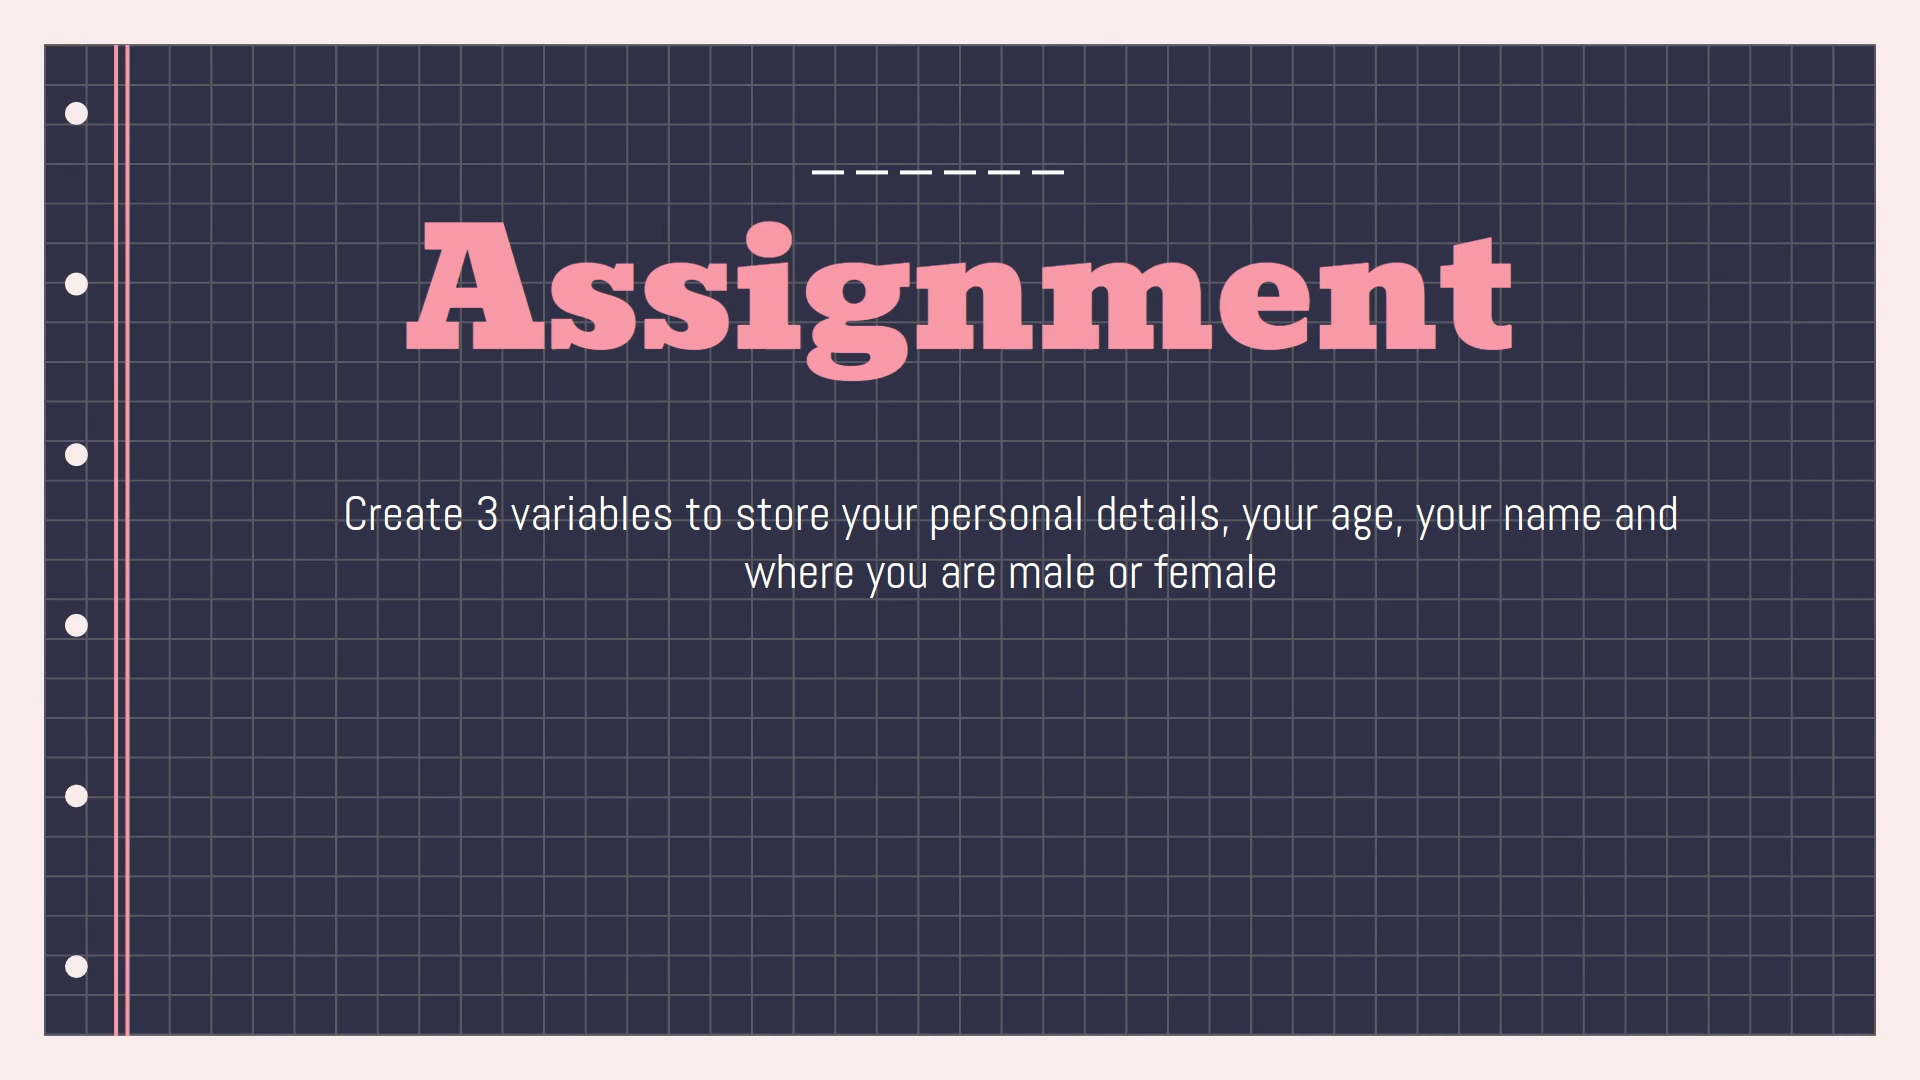 Assignment
Create 3 variables to store your personal details, your age, your name and
where you are male or female